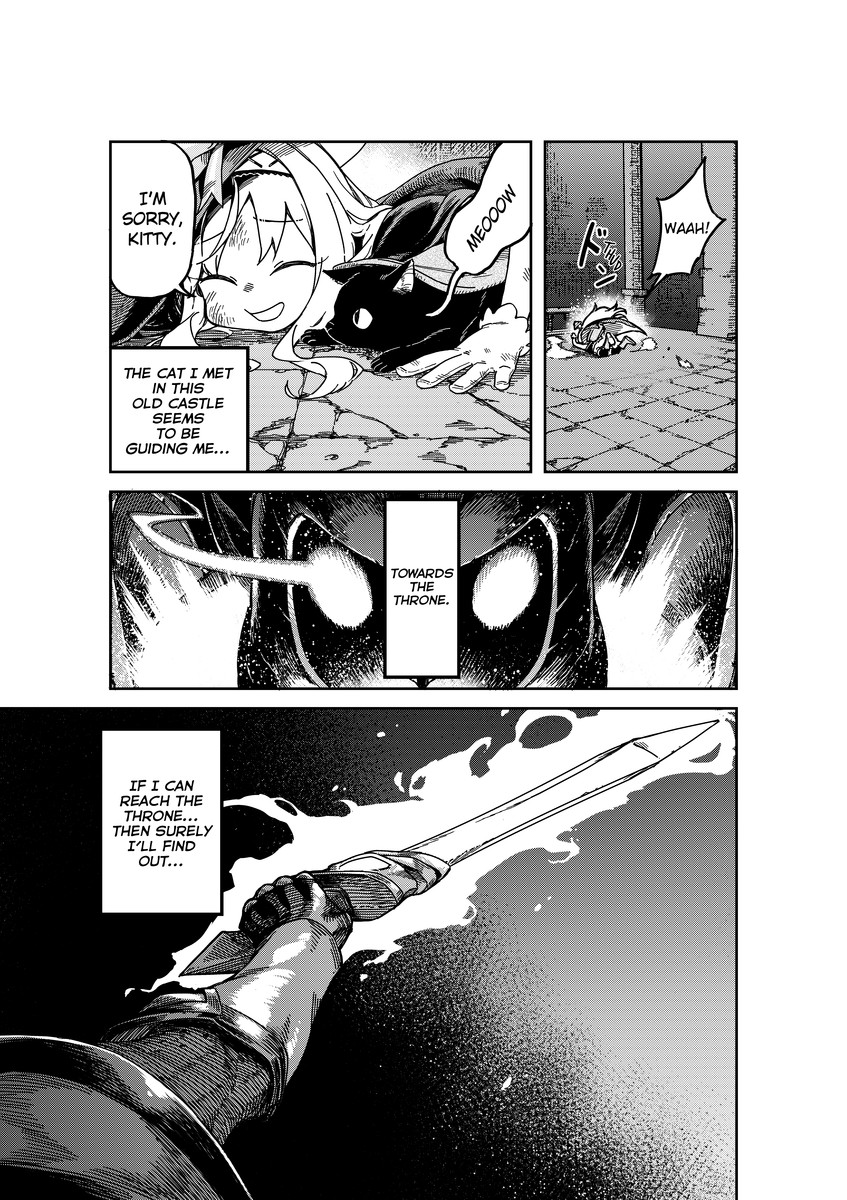 WAAH!
ドン
THUD
MEOOOW
I'M
SORRY,
KITTY.
THE CAT I MET
IN THIS
OLD CASTLE
SEEMS
TO BE
GUIDING ME...
TOWARDS
THE
THRONE.
IF I CAN
REACH THE
THRONE...
THEN SURELY
I'LL FIND
OUT...